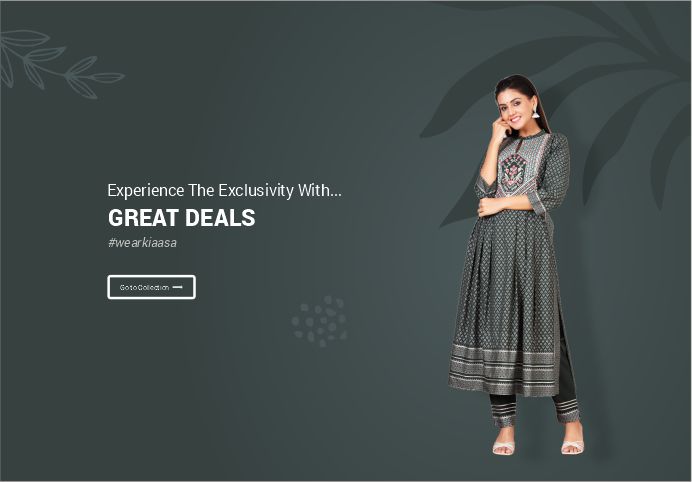 Experience The Exclusivity With...
GREAT DEALS
#wearkiaasa
Go to Collection